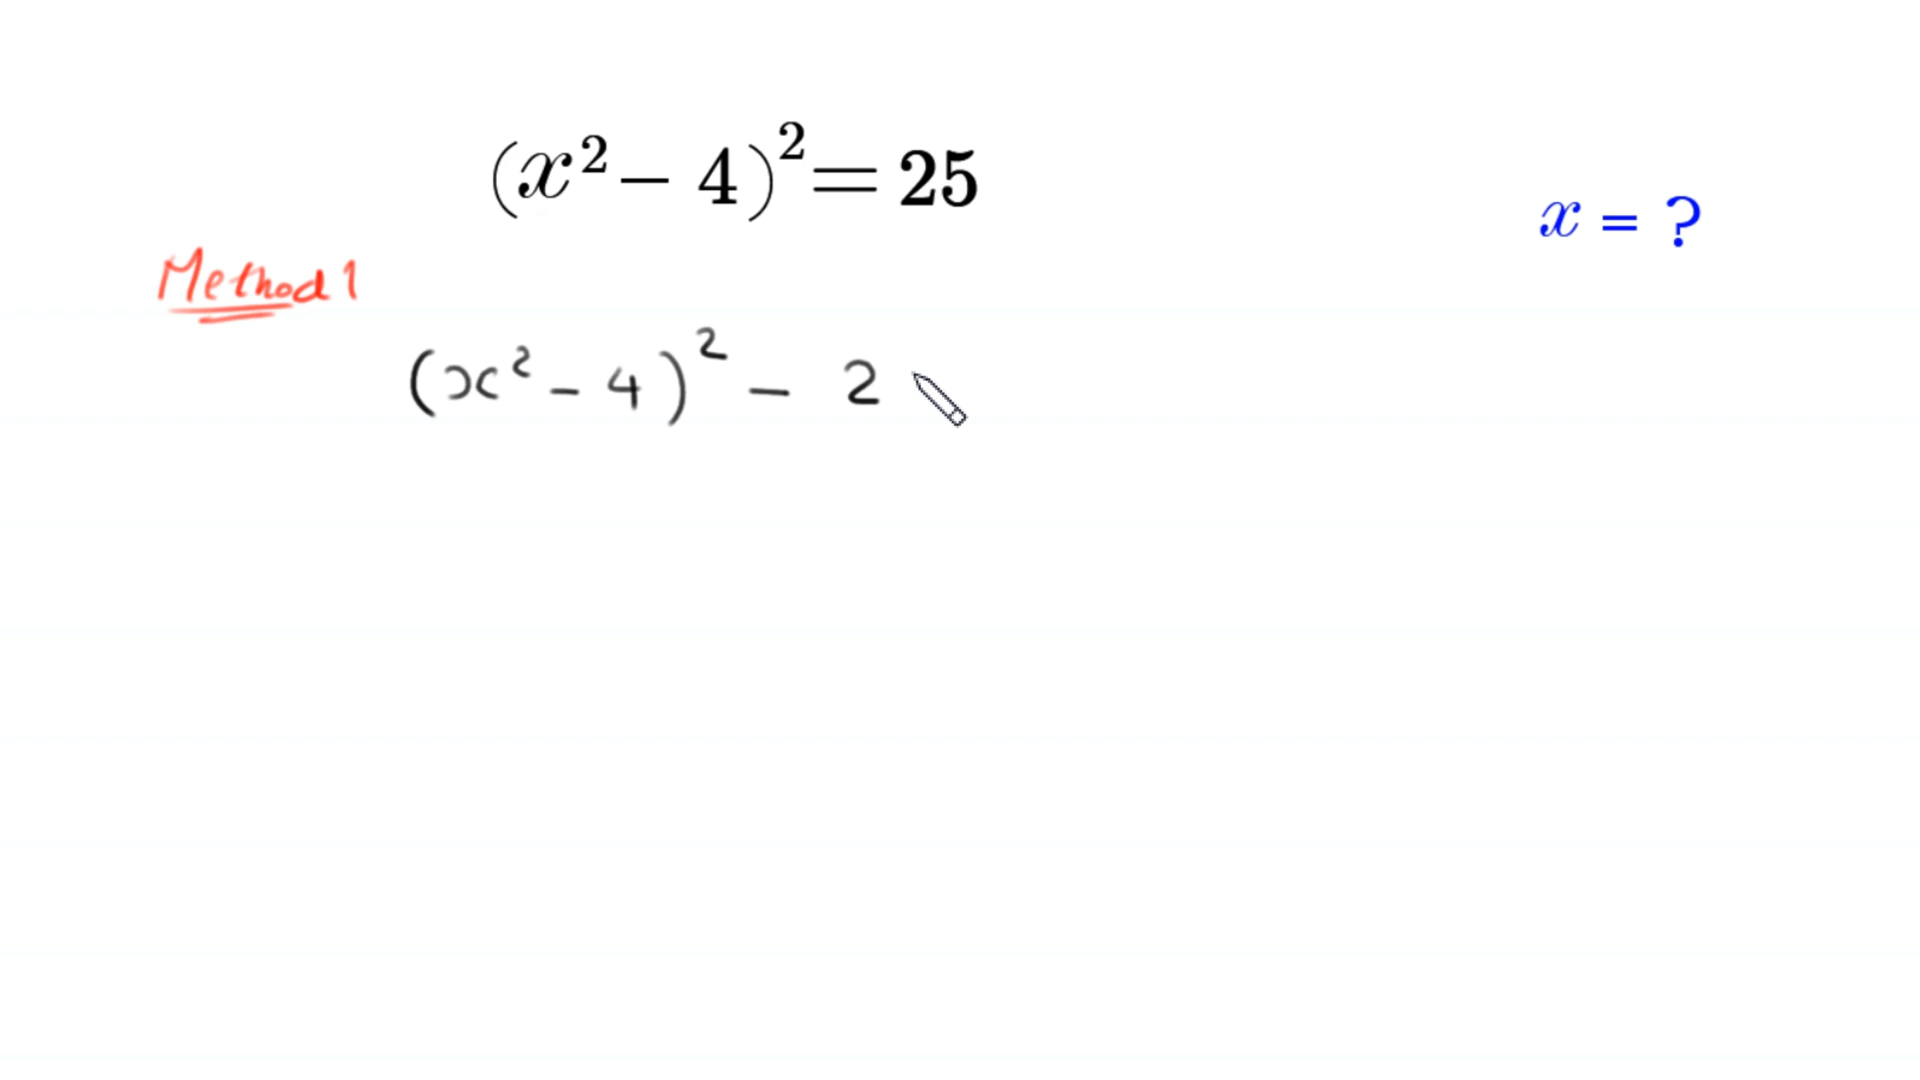 (x² − 4)² = 25
x = ?
Method 1
(x² − 4)² − 2